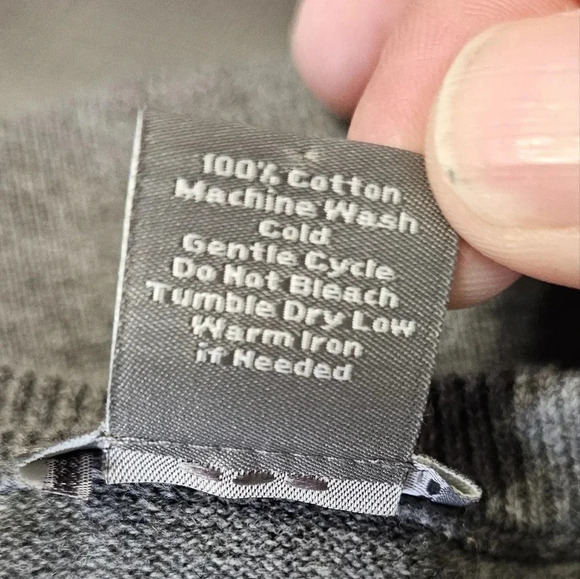 100% Cotton
Machine Wash
Cold
Gentle Cycle
Do Not Bleach
Tumble Dry Low
Warm Iron
if Needed